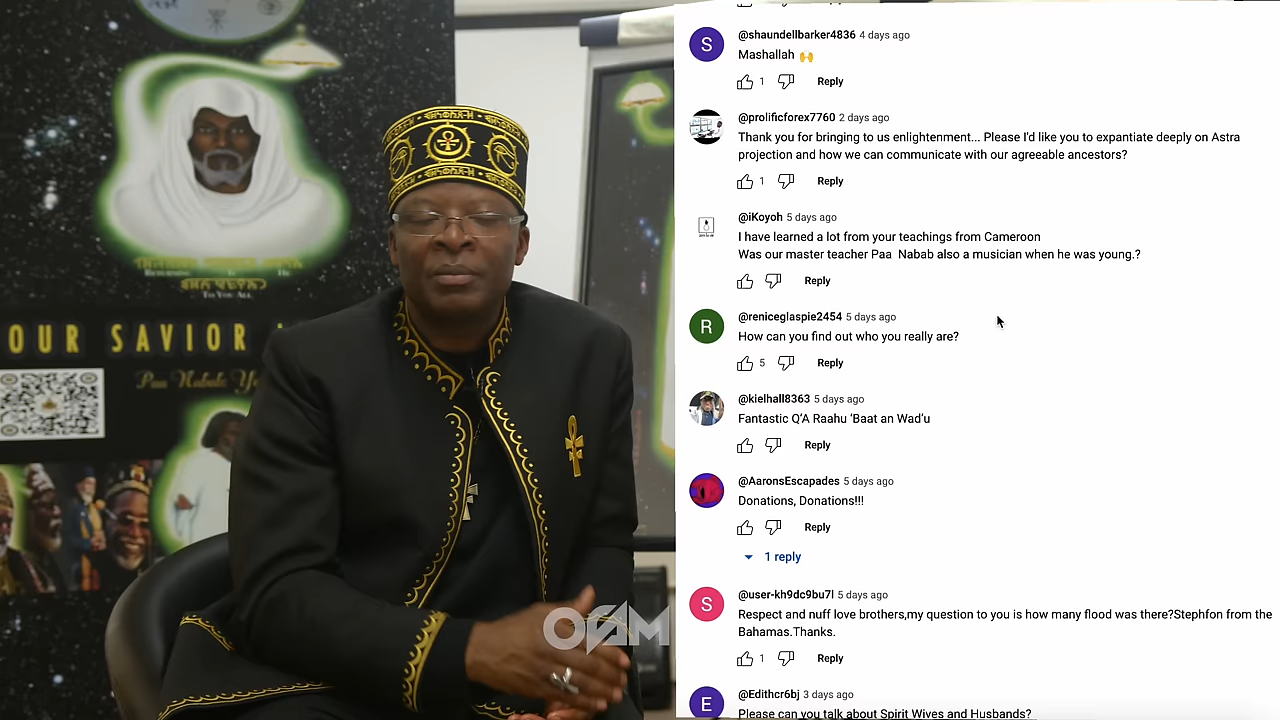 OUR SAVIOR
TO YOU ALL
Paa Nabab Ya
OSM
@shaundellbarker4836 4 days ago
Mashallah 🙌
1 Reply
@prolificforex7760 2 days ago
Thank you for bringing to us enlightenment... Please I'd like you to expantiate deeply on Astra
projection and how we can communicate with our agreeable ancestors?
1 Reply
@iKoyoh 5 days ago
I have learned a lot from your teachings from Cameroon
Was our master teacher Paa Nabab also a musician when he was young.?
Reply
@reniceglaspie2454 5 days ago
How can you find out who you really are?
5 Reply
@kielhall8363 5 days ago
Fantastic Q'A Raahu 'Baat an Wad'u
Reply
@AaronsEscapades 5 days ago
Donations, Donations!!!
Reply
1 reply
@user-kh9dc9bu7l 5 days ago
Respect and nuff love brothers,my question to you is how many flood was there?Stephfon from the
Bahamas.Thanks.
1 Reply
@Edithcr6bj 3 days ago
Please can you talk about Spirit Wives and Husbands?